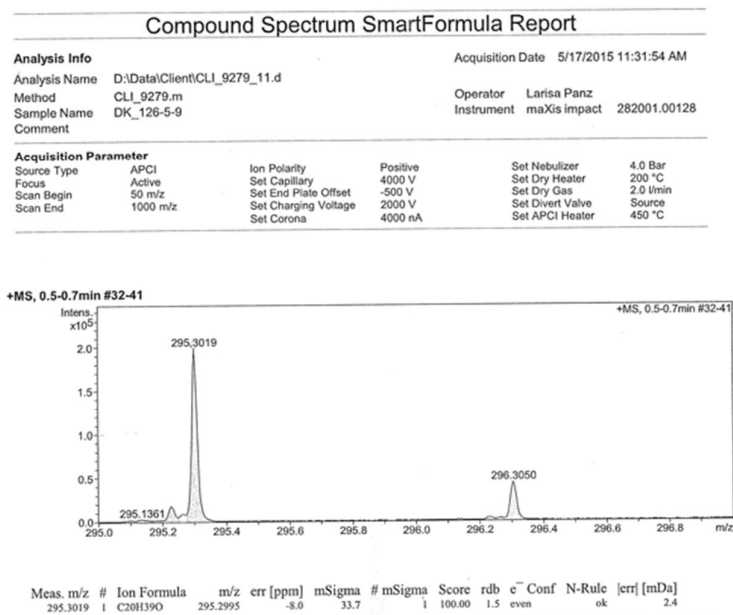 Compound Spectrum SmartFormula Report
Analysis Info Acquisition Date 5/17/2015 11:31:54 AM
Analysis Name D:\Data\Client\CLI_9279_11.d
Method CLI_9279.m Operator Larisa Panz
Sample Name DK_126-5-9 Instrument maXis impact 282001.00128
Comment
Acquisition Parameter
Source Type APCI Ion Polarity Positive Set Nebulizer 4.0 Bar
Focus Active Set Capillary 4000 V Set Dry Heater 200 °C
Scan Begin 50 m/z Set End Plate Offset -500 V Set Dry Gas 2.0 l/min
Scan End 1000 m/z Set Charging Voltage 2000 V Set Divert Valve Source
Set Corona 4000 nA Set APCI Heater 450 °C
+MS, 0.5-0.7min #32-41
Intens. +MS, 0.5-0.7min #32-41
x10⁵
295.3019
2.0
1.5
1.0
296.3050
0.5
295.1361
0.0
295.0 295.2 295.4 295.6 295.8 296.0 296.2 296.4 296.6 296.8 m/z
Meas. m/z # Ion Formula m/z err [ppm] mSigma # mSigma Score rdb e⁻ Conf N-Rule |err| [mDa]
295.3019 1 C20H39O 295.2995 -8.0 33.7 1 100.00 1.5 even ok 2.4